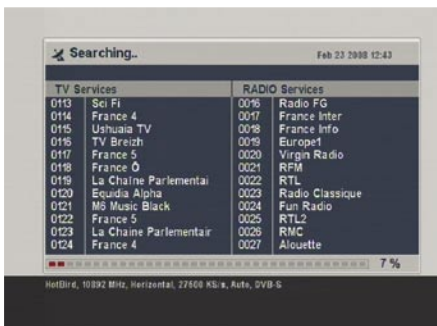 Searching..
Feb 23 2008 12:43
TV Services
RADIO Services
0113 Sci Fi
0016 Radio FG
0114 France 4
0017 France Inter
0115 Ushuaia TV
0018 France Info
0116 TV Breizh
0019 Europe1
0117 France 5
0020 Virgin Radio
0118 France Ô
0021 RFM
0119 La Chaîne Parlementai
0022 RTL
0120 Equidia Alpha
0023 Radio Classique
0121 M6 Music Black
0024 Fun Radio
0122 France 5
0025 RTL2
0123 La Chaine Parlementair
0026 RMC
0124 France 4
0027 Alouette
7 %
HotBird, 10892 MHz, Horizontal, 27600 KS/s, Auto, DVB-S